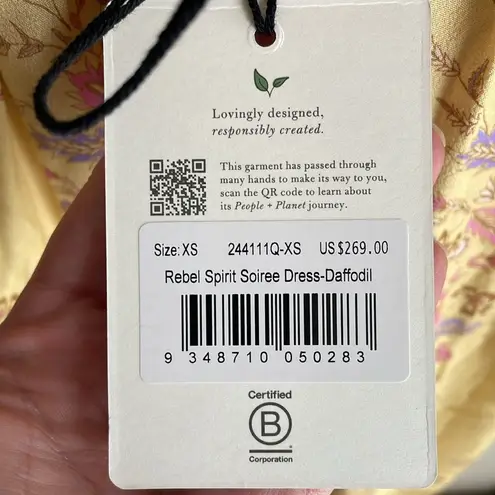 Lovingly designed,
responsibly created.
This garment has passed through
many hands to make its way to you,
scan the QR code to learn about
its People + Planet journey.
Size: XS 244111Q-XS US$269.00
Rebel Spirit Soiree Dress-Daffodil
9 348710 050283
Certified
B
Corporation